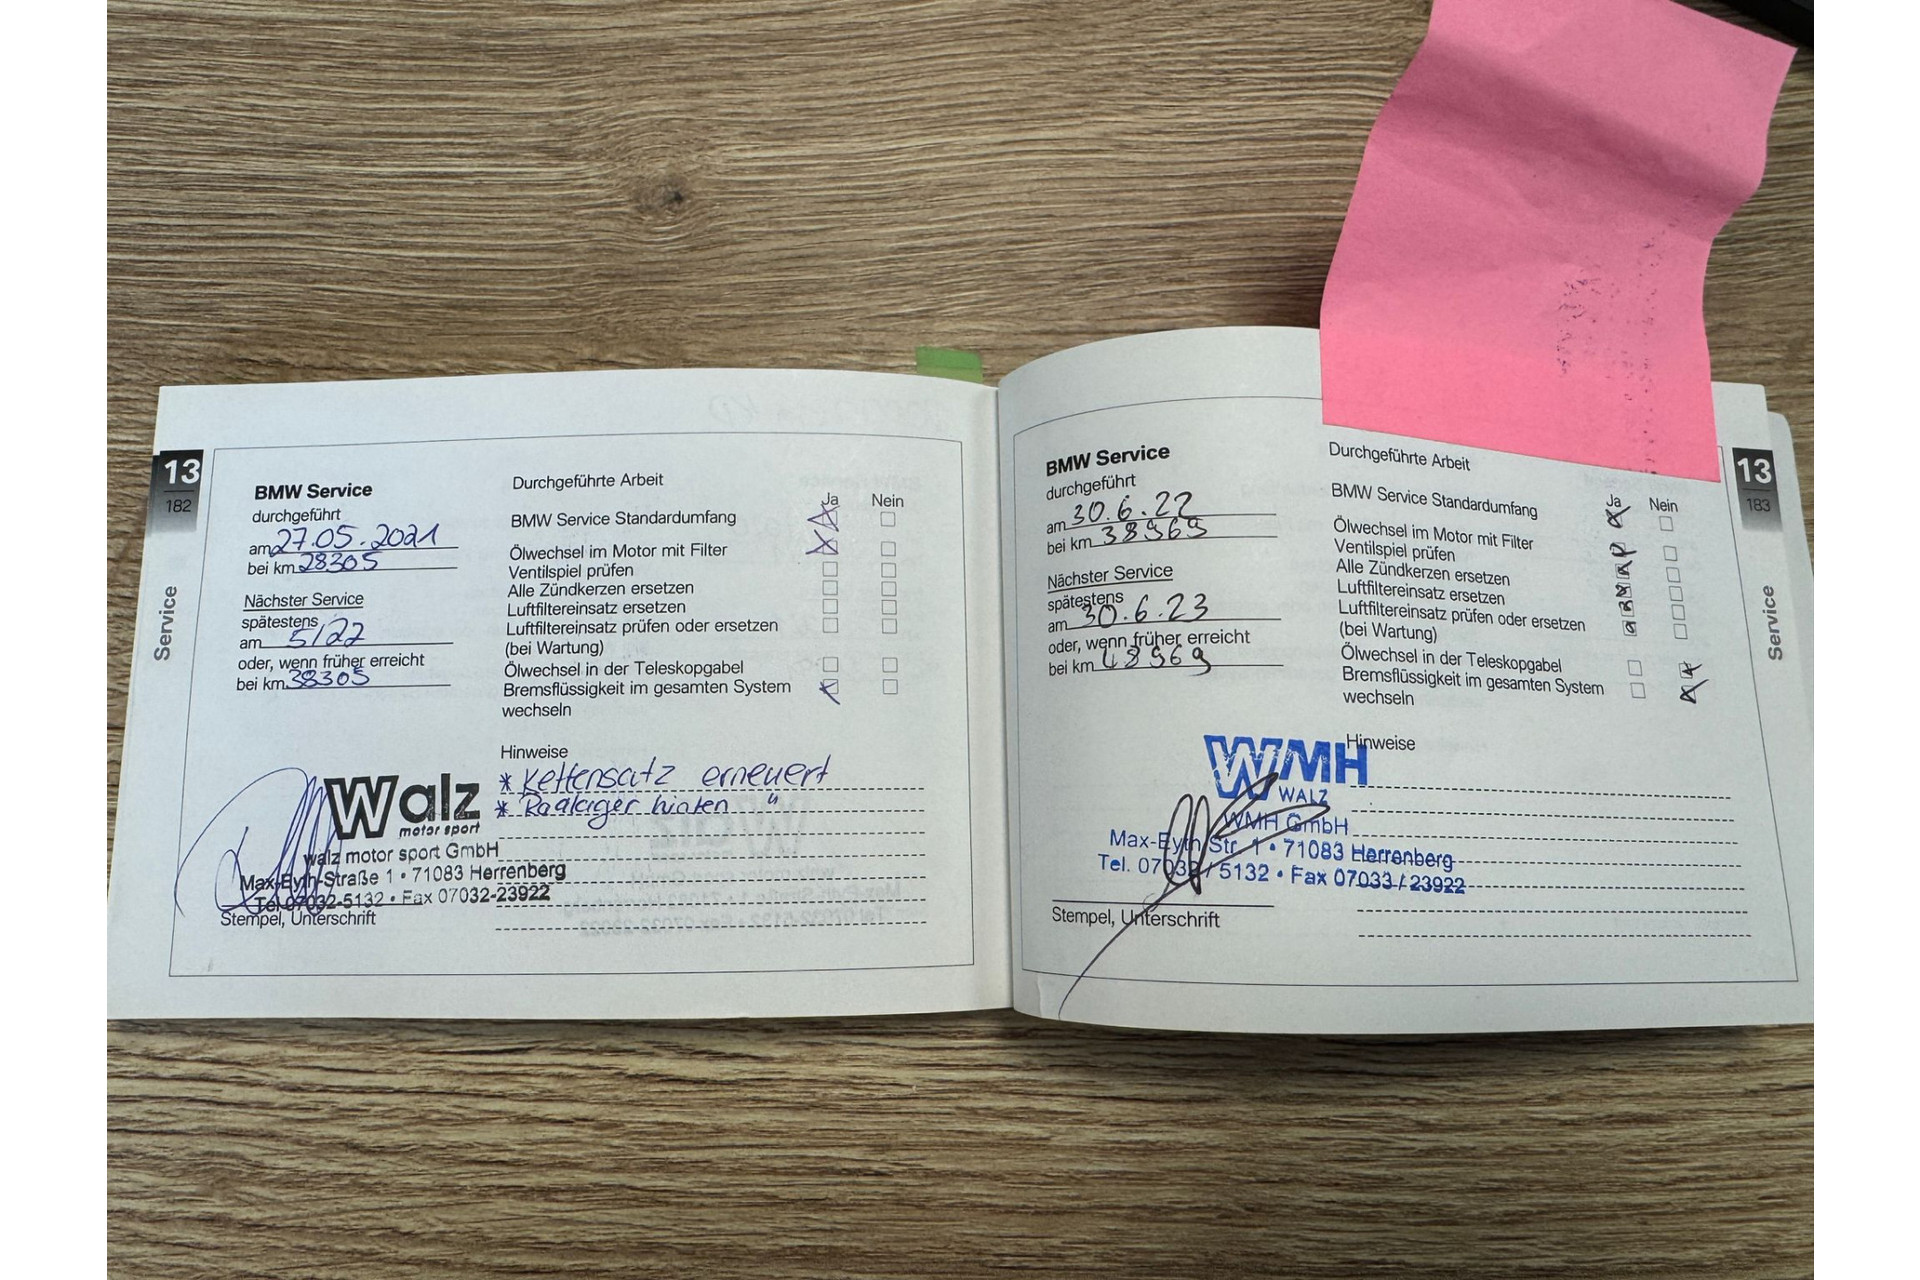 13
182
Service
BMW Service
durchgeführt
am 27.05.2021
bei km 28305
Nächster Service
spätestens
am 5/22
oder, wenn früher erreicht
bei km 38305
Durchgeführte Arbeit
Ja Nein
BMW Service Standardumfang
Ölwechsel im Motor mit Filter
Ventilspiel prüfen
Alle Zündkerzen ersetzen
Luftfiltereinsatz ersetzen
Luftfiltereinsatz prüfen oder ersetzen
(bei Wartung)
Ölwechsel in der Teleskopgabel
Bremsflüssigkeit im gesamten System
wechseln
Hinweise
* Kettensatz erneuert
* Radlager hinten "
Walz
motor sport
walz motor sport GmbH
Max-Eyth-Straße 1 • 71083 Herrenberg
Tel 07032-5132 • Fax 07032-23922
Stempel, Unterschrift
BMW Service
durchgeführt
am 30.6.22
bei km 38969
Nächster Service
spätestens
am 30.6.23
oder, wenn früher erreicht
bei km 48969
Durchgeführte Arbeit
Ja Nein
BMW Service Standardumfang
Ölwechsel im Motor mit Filter
Ventilspiel prüfen
Alle Zündkerzen ersetzen
Luftfiltereinsatz ersetzen
Luftfiltereinsatz prüfen oder ersetzen
(bei Wartung)
Ölwechsel in der Teleskopgabel
Bremsflüssigkeit im gesamten System
wechseln
Hinweise
WMH
WALZ
WMH GmbH
Max-Eyth Str. 1 • 71083 Herrenberg
Tel. 07032 / 5132 • Fax 07033 / 23922
Stempel, Unterschrift
13
183
Service